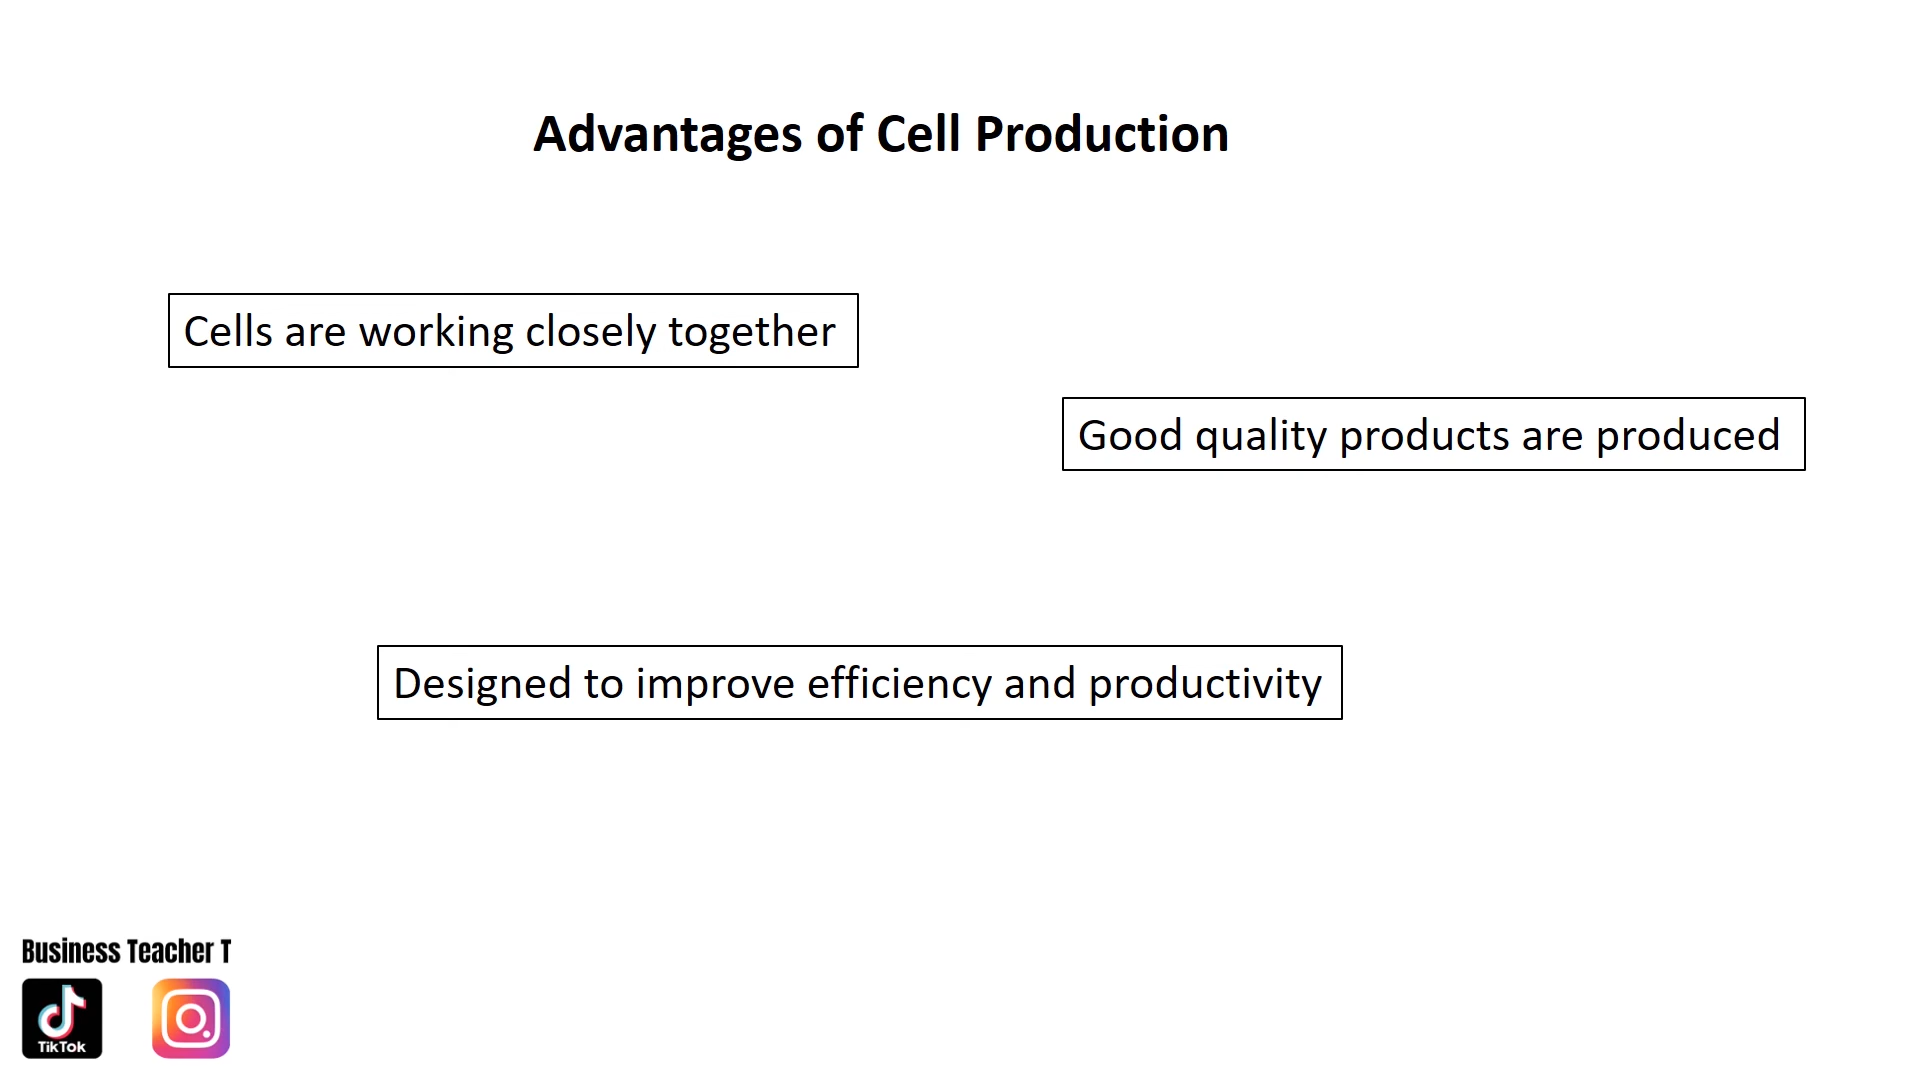 Advantages of Cell Production
Cells are working closely together
Good quality products are produced
Designed to improve efficiency and productivity
Business Teacher T
TikTok